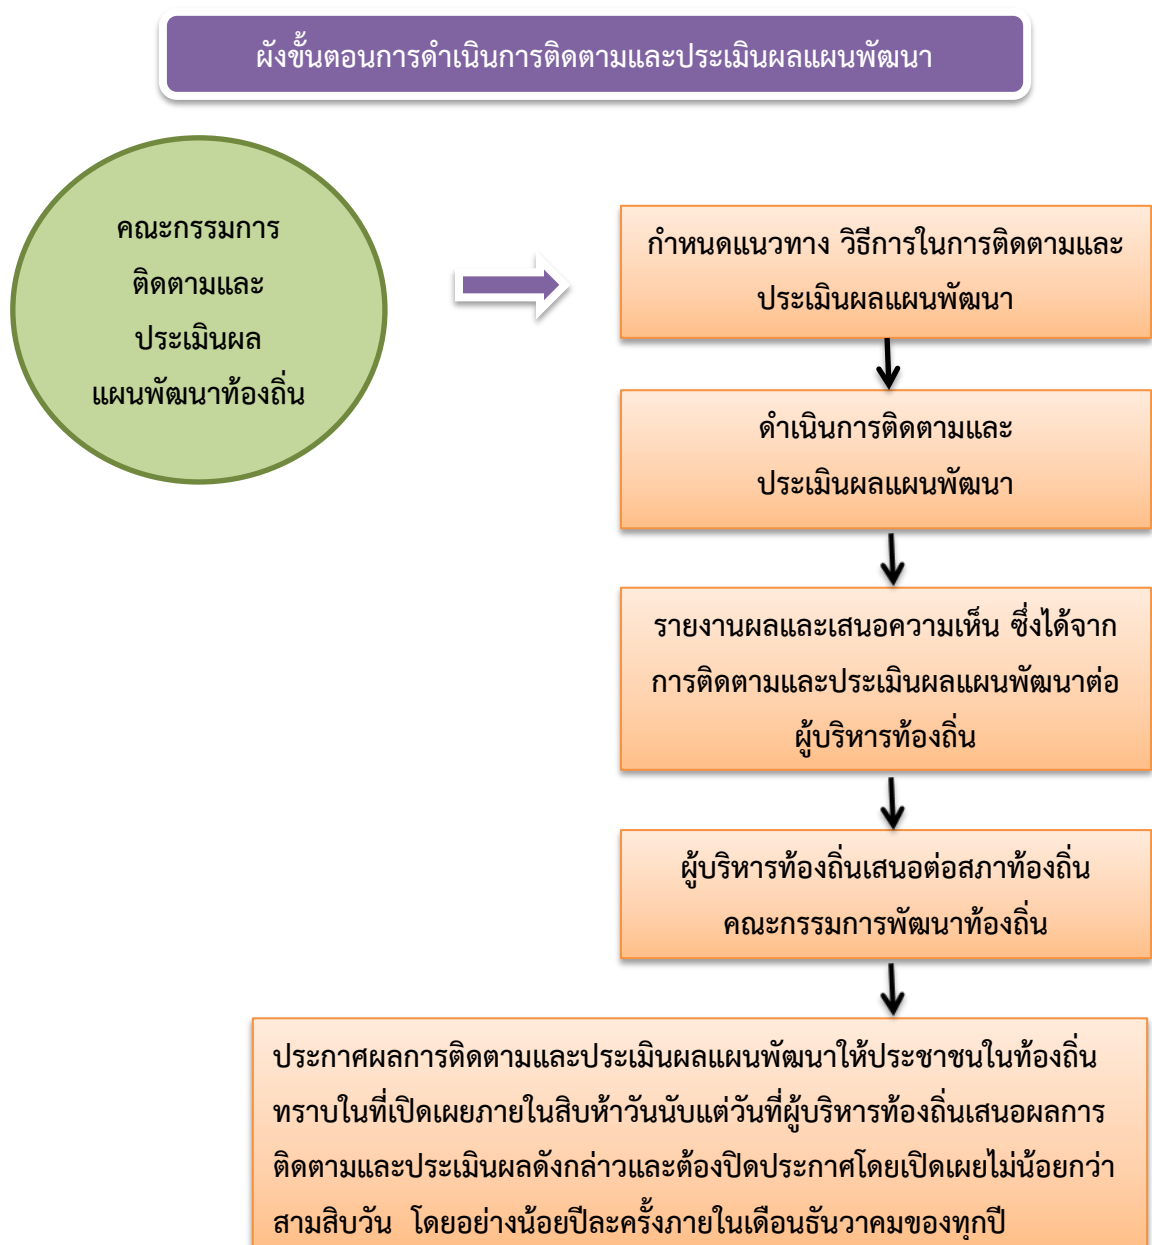 ผังขั้นตอนการดำเนินการติดตามและประเมินผลแผนพัฒนา
คณะกรรมการ
ติดตามและ
ประเมินผล
แผนพัฒนาท้องถิ่น
กำหนดแนวทาง วิธีการในการติดตามและ
ประเมินผลแผนพัฒนา
ดำเนินการติดตามและ
ประเมินผลแผนพัฒนา
รายงานผลและเสนอความเห็น ซึ่งได้จาก
การติดตามและประเมินผลแผนพัฒนาต่อ
ผู้บริหารท้องถิ่น
ผู้บริหารท้องถิ่นเสนอต่อสภาท้องถิ่น
คณะกรรมการพัฒนาท้องถิ่น
ประกาศผลการติดตามและประเมินผลแผนพัฒนาให้ประชาชนในท้องถิ่น
ทราบในที่เปิดเผยภายในสิบห้าวันนับแต่วันที่ผู้บริหารท้องถิ่นเสนอผลการ
ติดตามและประเมินผลดังกล่าวและต้องปิดประกาศโดยเปิดเผยไม่น้อยกว่า
สามสิบวัน โดยอย่างน้อยปีละครั้งภายในเดือนธันวาคมของทุกปี